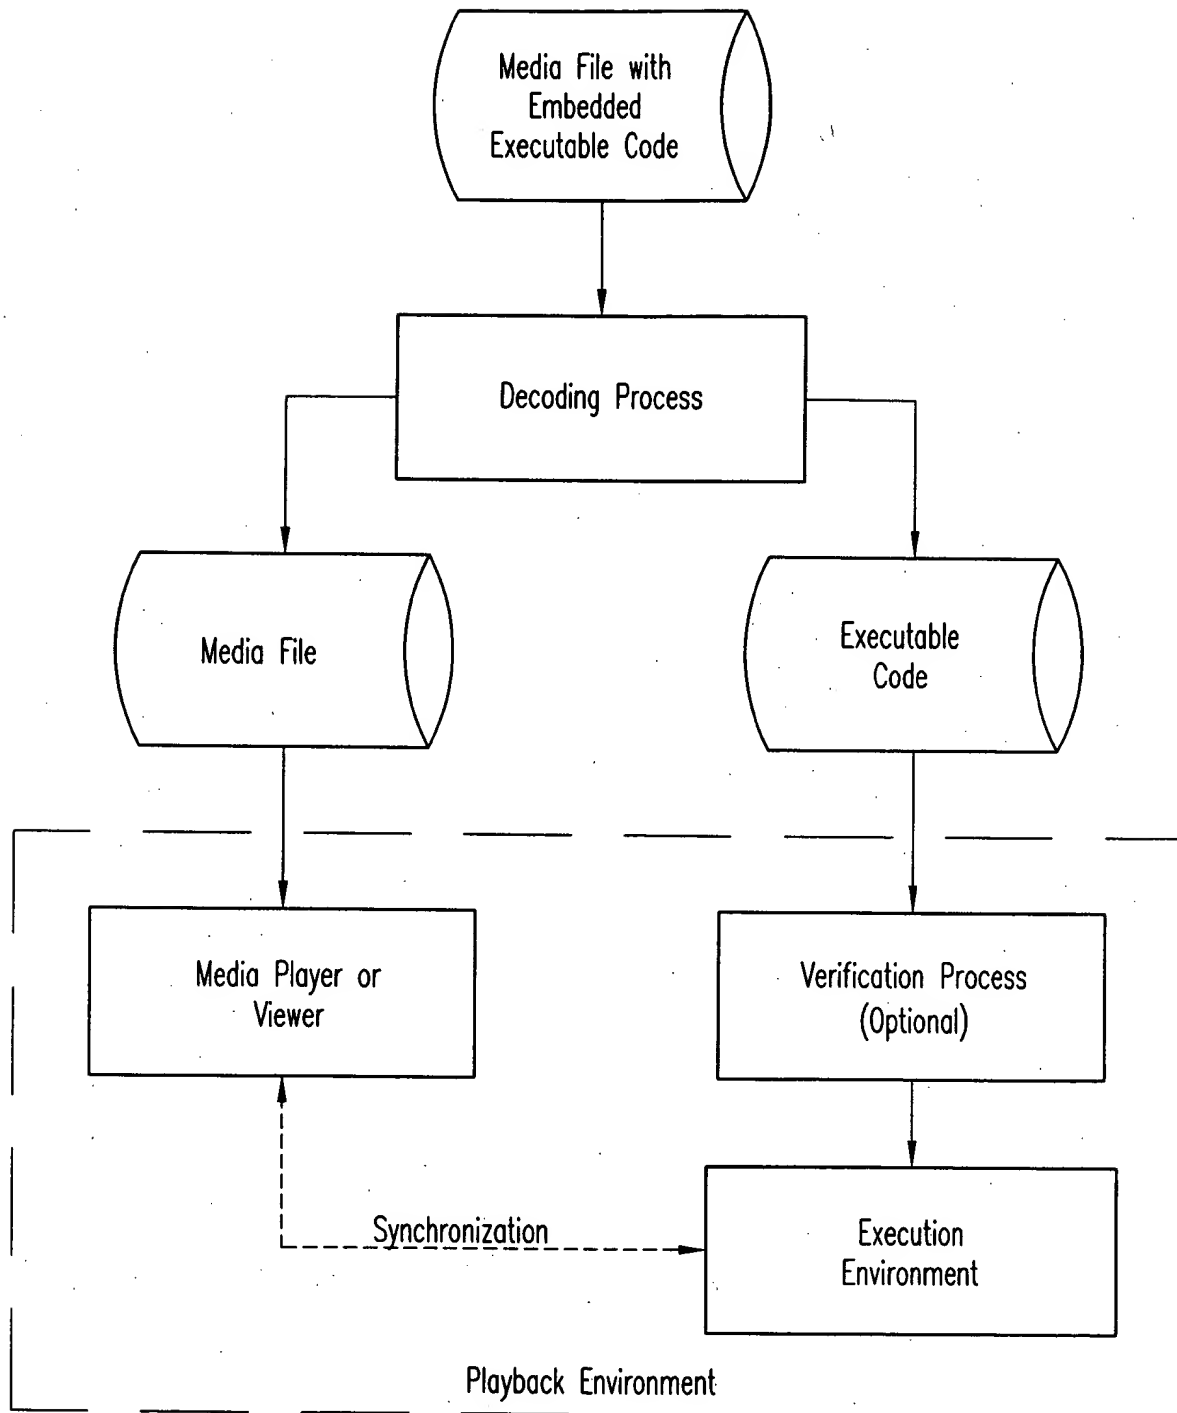 Media File with
Embedded
Executable Code
Decoding Process
Media File
Executable
Code
Media Player or
Viewer
Verification Process
(Optional)
Synchronization
Execution
Environment
Playback Environment